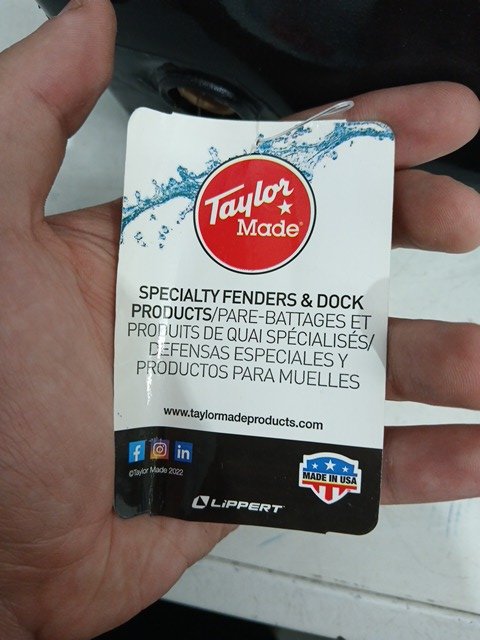 Taylor
Made®
SPECIALTY FENDERS & DOCK
PRODUCTS/PARE-BATTAGES ET
PRODUITS DE QUAI SPÉCIALISÉS/
DEFENSAS ESPECIALES Y
PRODUCTOS PARA MUELLES
www.taylormadeproducts.com
f in
©Taylor Made 2022
MADE IN USA
LIPPERT